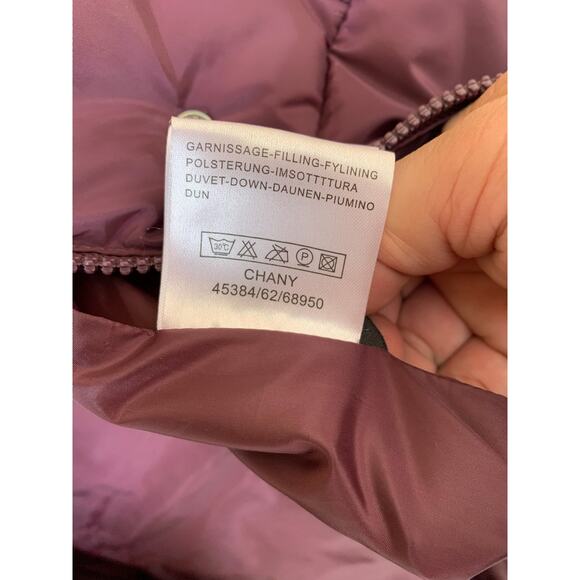 GARNISSAGE-FILLING-FYLINING
POLSTERUNG-IMSOTTTTURA
DUVET-DOWN-DAUNEN-PIUMINO
DUN
30°C P
CHANY
45384/62/68950